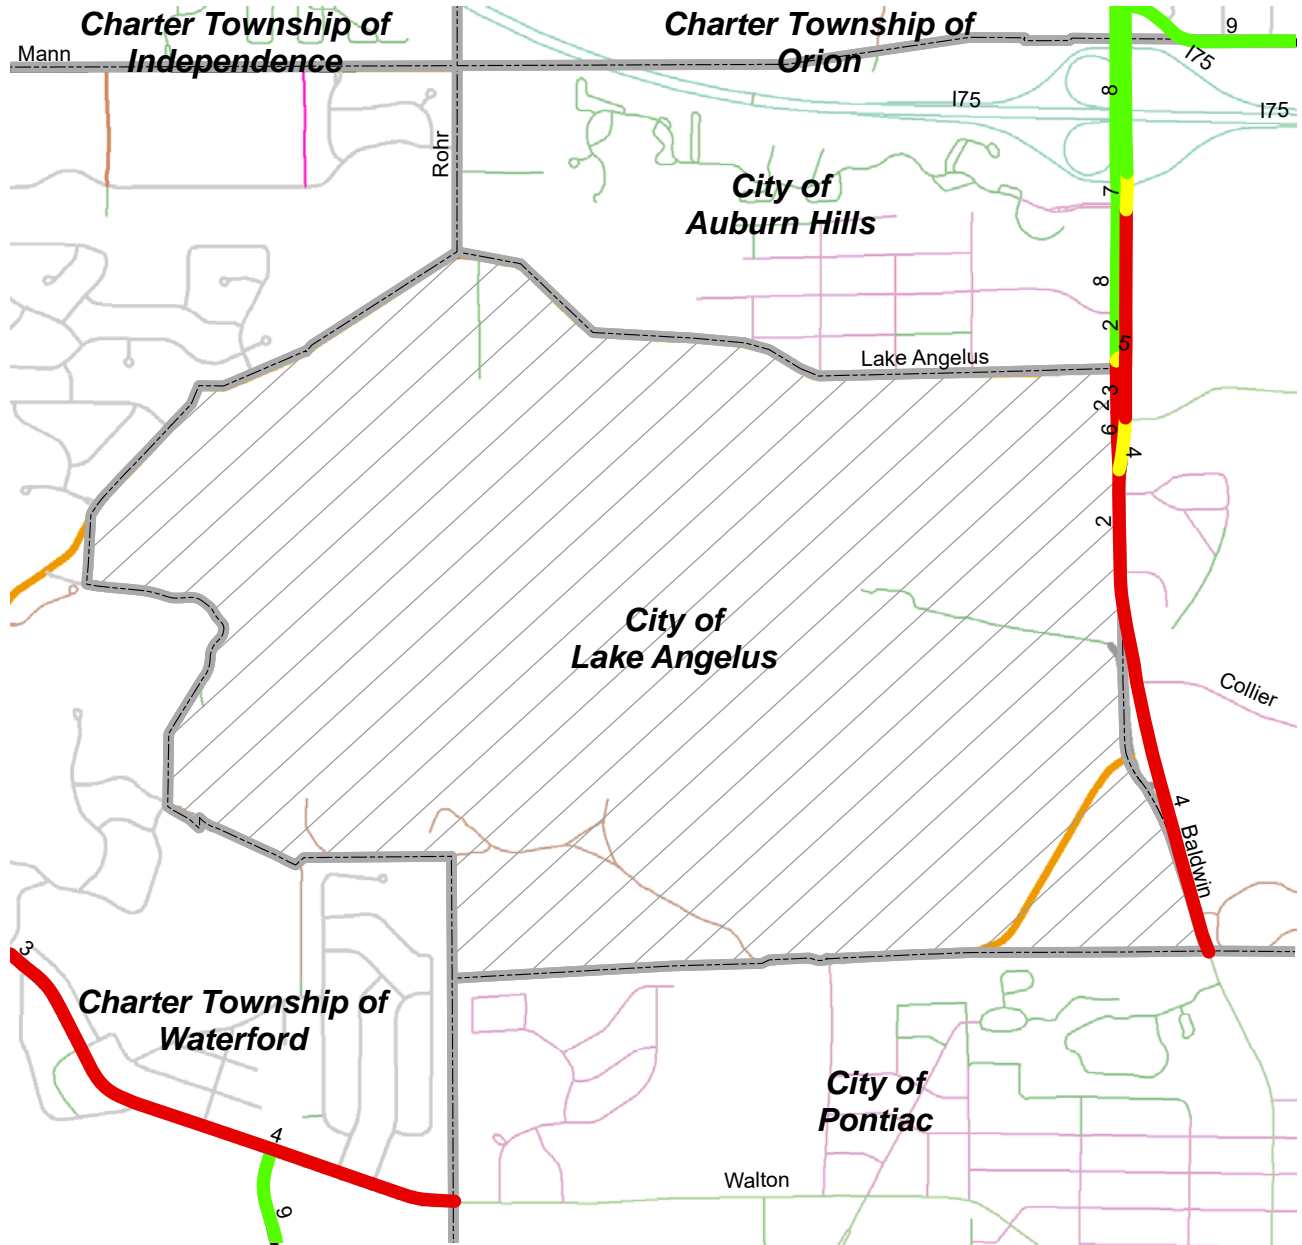 Charter Township of
Independence
Charter Township of
Orion
9
Mann
I75
I75
I75
8
Rohr
City of
Auburn Hills
7
8
2
5
Lake Angelus
3
2
6
4
2
City of
Lake Angelus
Collier
4
Baldwin
3
Charter Township of
Waterford
City of
Pontiac
4
Walton
9